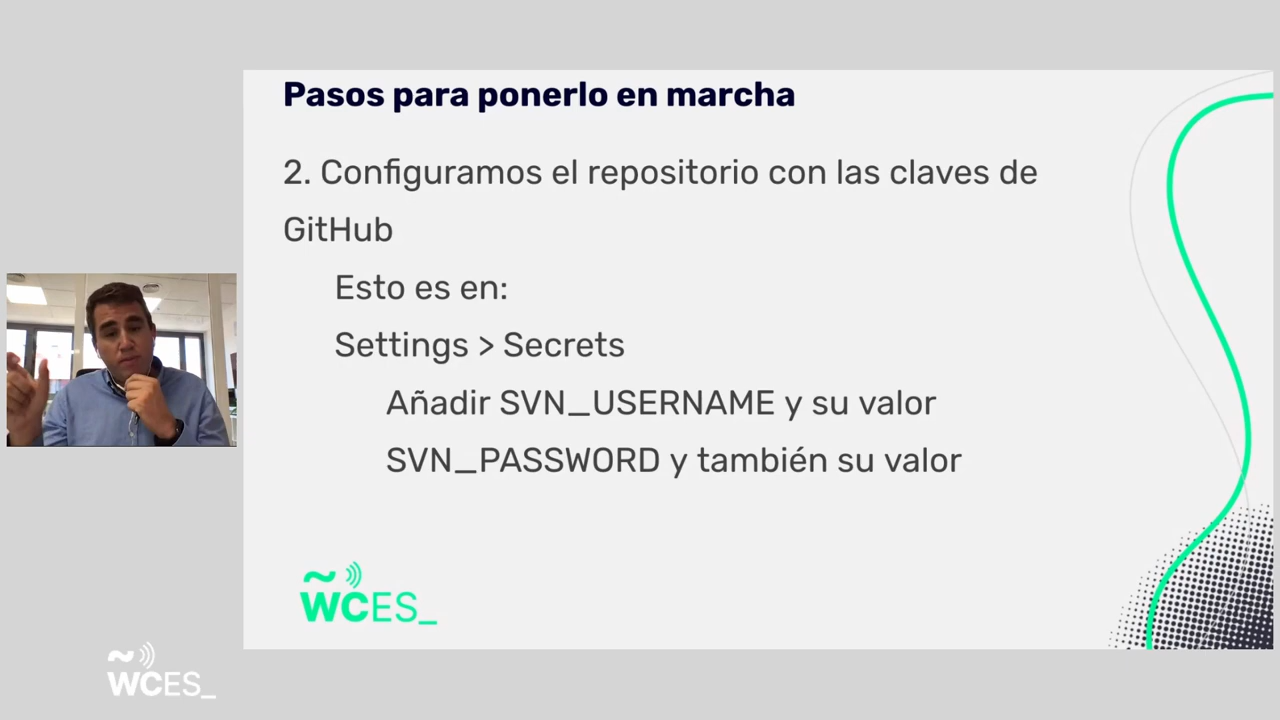 Pasos para ponerlo en marcha
2. Configuramos el repositorio con las claves de
GitHub
Esto es en:
Settings > Secrets
Añadir SVN_USERNAME y su valor
SVN_PASSWORD y también su valor
~
WCES_
~
WCES_